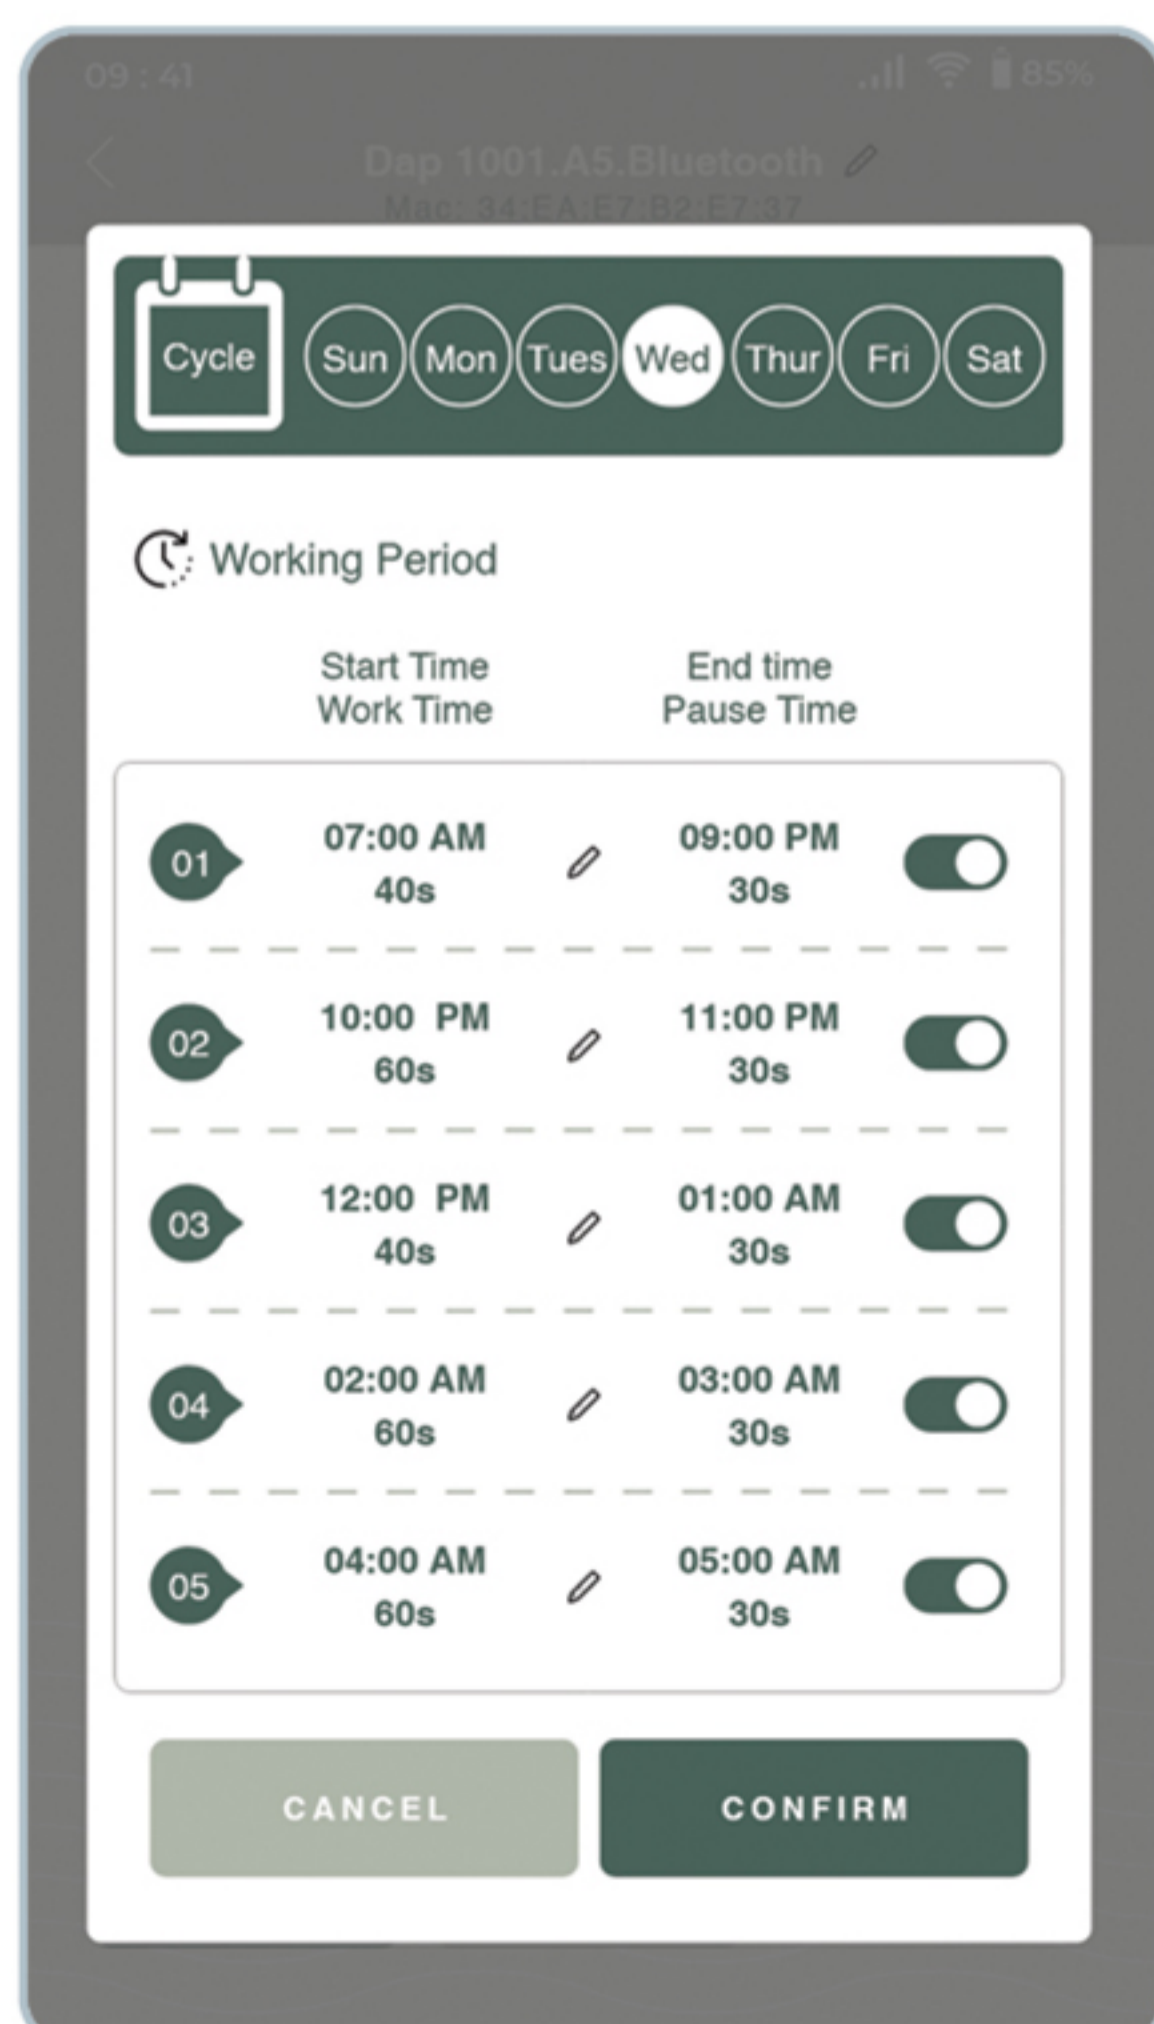 09 : 41 85%
Dap 1001.A5.Bluetooth
Mac: 34:EA:E7:B2:E7:37
Cycle Sun Mon Tues Wed Thur Fri Sat
Working Period
Start Time End time
Work Time Pause Time
01 07:00 AM 09:00 PM
40s 30s
02 10:00 PM 11:00 PM
60s 30s
03 12:00 PM 01:00 AM
40s 30s
04 02:00 AM 03:00 AM
60s 30s
05 04:00 AM 05:00 AM
60s 30s
CANCEL CONFIRM